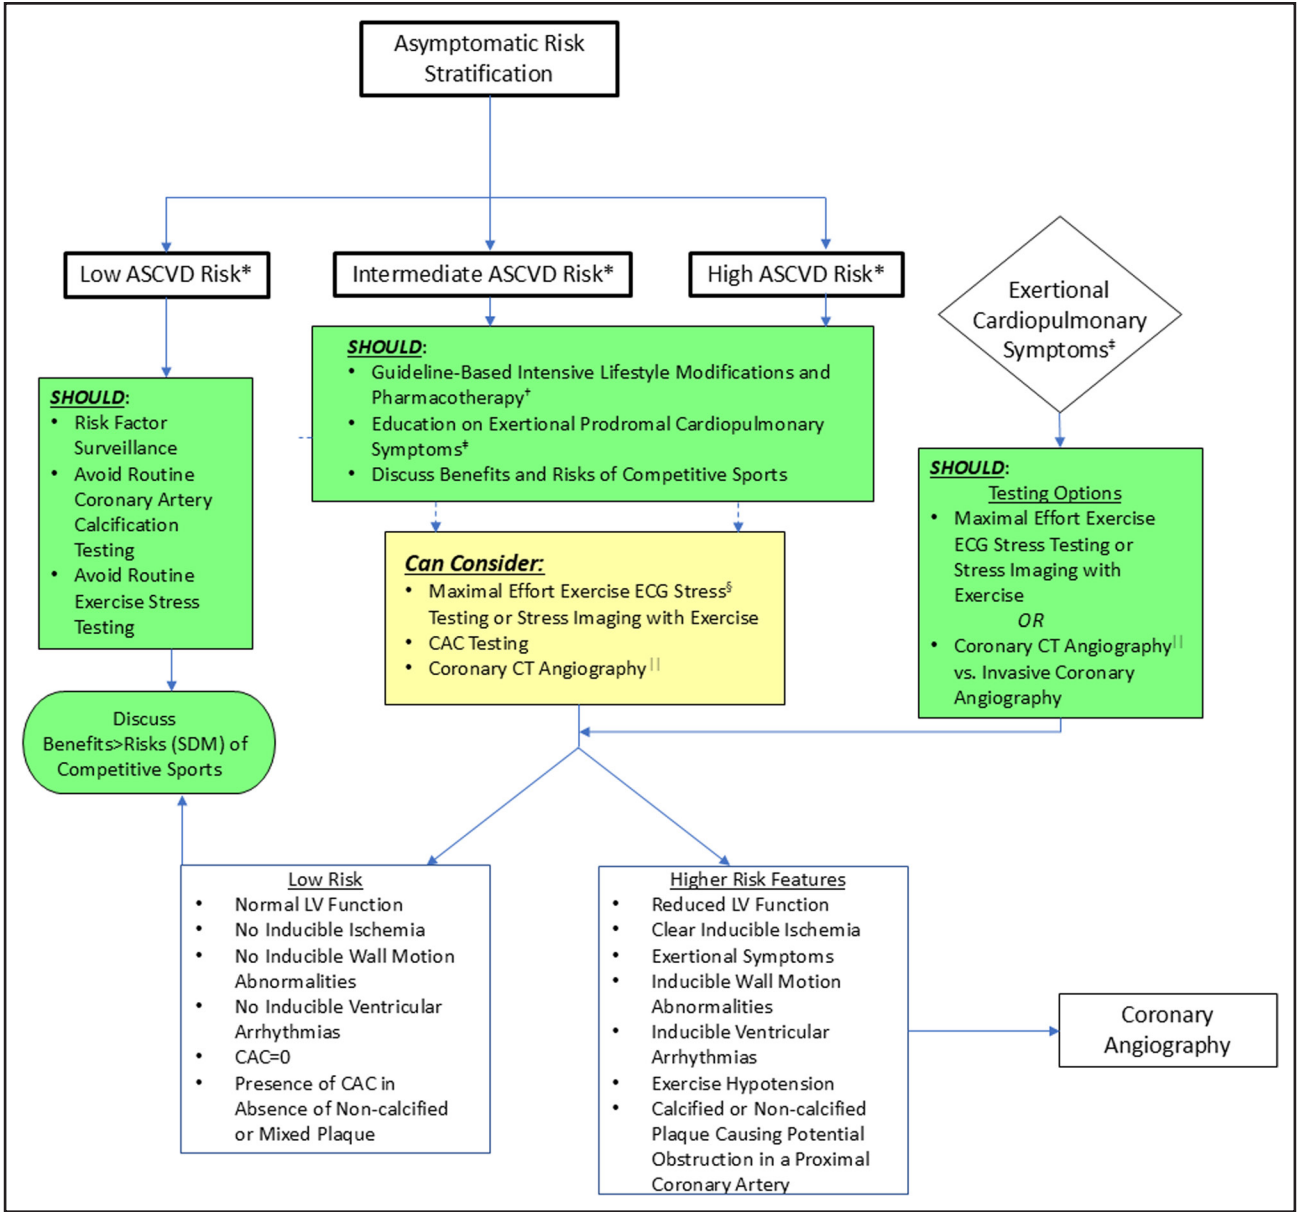 Asymptomatic Risk
Stratification
Low ASCVD Risk*
Intermediate ASCVD Risk*
High ASCVD Risk*
Exertional
Cardiopulmonary
Symptoms‡
SHOULD:
• Risk Factor
Surveillance
• Avoid Routine
Coronary Artery
Calcification
Testing
• Avoid Routine
Exercise Stress
Testing
SHOULD:
• Guideline-Based Intensive Lifestyle Modifications and
Pharmacotherapy†
• Education on Exertional Prodromal Cardiopulmonary
Symptoms‡
• Discuss Benefits and Risks of Competitive Sports
SHOULD:
Testing Options
• Maximal Effort Exercise
ECG Stress Testing or
Stress Imaging with
Exercise
OR
• Coronary CT Angiography||
vs. Invasive Coronary
Angiography
Can Consider:
• Maximal Effort Exercise ECG Stress§
Testing or Stress Imaging with Exercise
• CAC Testing
• Coronary CT Angiography||
Discuss
Benefits>Risks (SDM) of
Competitive Sports
Low Risk
• Normal LV Function
• No Inducible Ischemia
• No Inducible Wall Motion
Abnormalities
• No Inducible Ventricular
Arrhythmias
• CAC=0
• Presence of CAC in
Absence of Non-calcified
or Mixed Plaque
Higher Risk Features
• Reduced LV Function
• Clear Inducible Ischemia
• Exertional Symptoms
• Inducible Wall Motion
Abnormalities
• Inducible Ventricular
Arrhythmias
• Exercise Hypotension
• Calcified or Non-calcified
Plaque Causing Potential
Obstruction in a Proximal
Coronary Artery
Coronary
Angiography